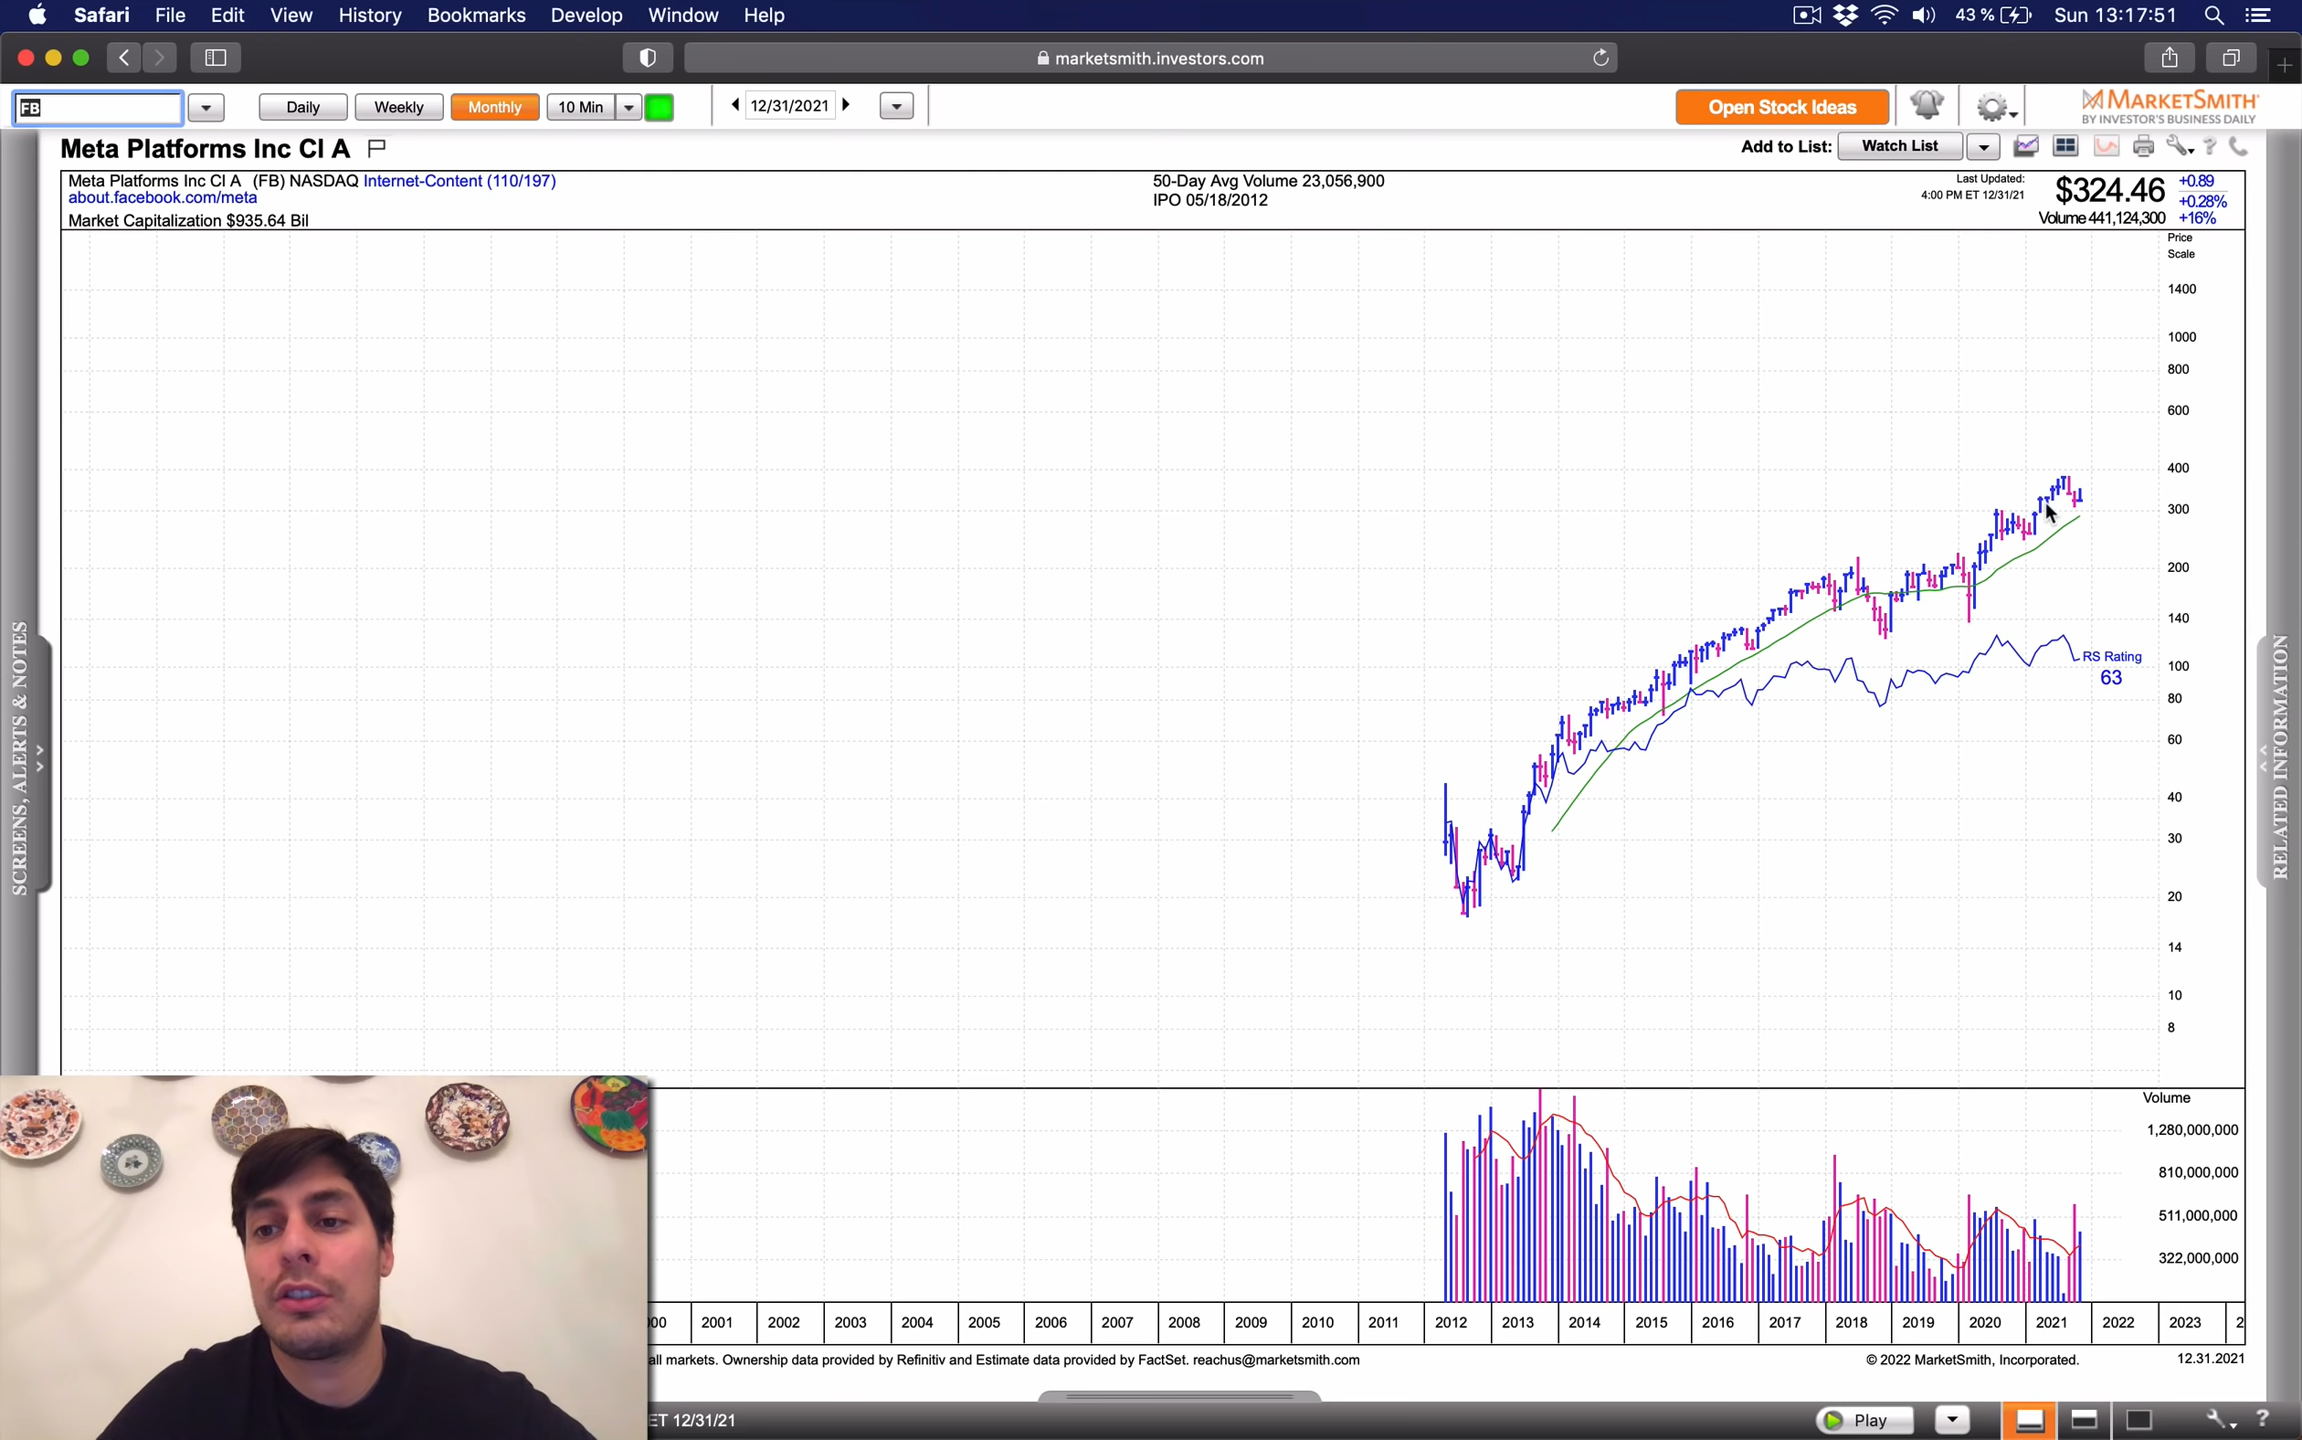 Safari File Edit View History Bookmarks Develop Window Help
43 % Sun 13:17:51
marketsmith.investors.com
FB Daily Weekly Monthly 10 Min 12/31/2021 Open Stock Ideas
MARKETSMITH
BY INVESTOR'S BUSINESS DAILY
Meta Platforms Inc Cl A
Add to List: Watch List
Meta Platforms Inc Cl A (FB) NASDAQ Internet-Content (110/197)
about.facebook.com/meta
Market Capitalization $935.64 Bil
50-Day Avg Volume 23,056,900
IPO 05/18/2012
Last Updated:
4:00 PM ET 12/31/21
$324.46
+0.89
+0.28%
Volume 441,124,300 +16%
Price
Scale
1400
1000
800
600
400
300
200
140
100
80
60
40
30
20
14
10
8
RS Rating
63
SCREENS, ALERTS & NOTES
RELATED INFORMATION
Volume
1,280,000,000
810,000,000
511,000,000
322,000,000
00 2001 2002 2003 2004 2005 2006 2007 2008 2009 2010 2011 2012 2013 2014 2015 2016 2017 2018 2019 2020 2021 2022 2023 2
all markets. Ownership data provided by Refinitiv and Estimate data provided by FactSet. reachus@marketsmith.com
© 2022 MarketSmith, Incorporated.
12.31.2021
ET 12/31/21
Play